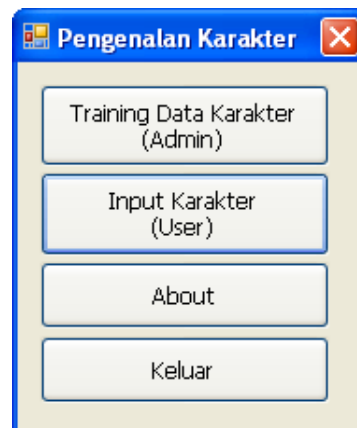 Pengenalan Karakter
Training Data Karakter
(Admin)
Input Karakter
(User)
About
Keluar